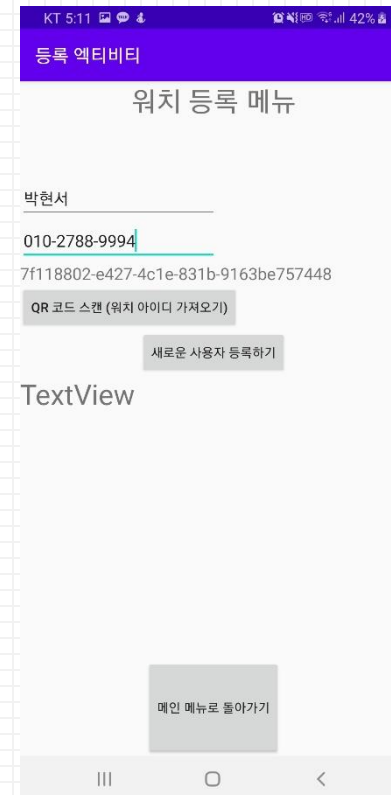 KT 5:11 42%
등록 엑티비티
워치 등록 메뉴
박현서
010-2788-9994
7f118802-e427-4c1e-831b-9163be757448
QR 코드 스캔 (워치 아이디 가져오기)
새로운 사용자 등록하기
TextView
메인 메뉴로 돌아가기